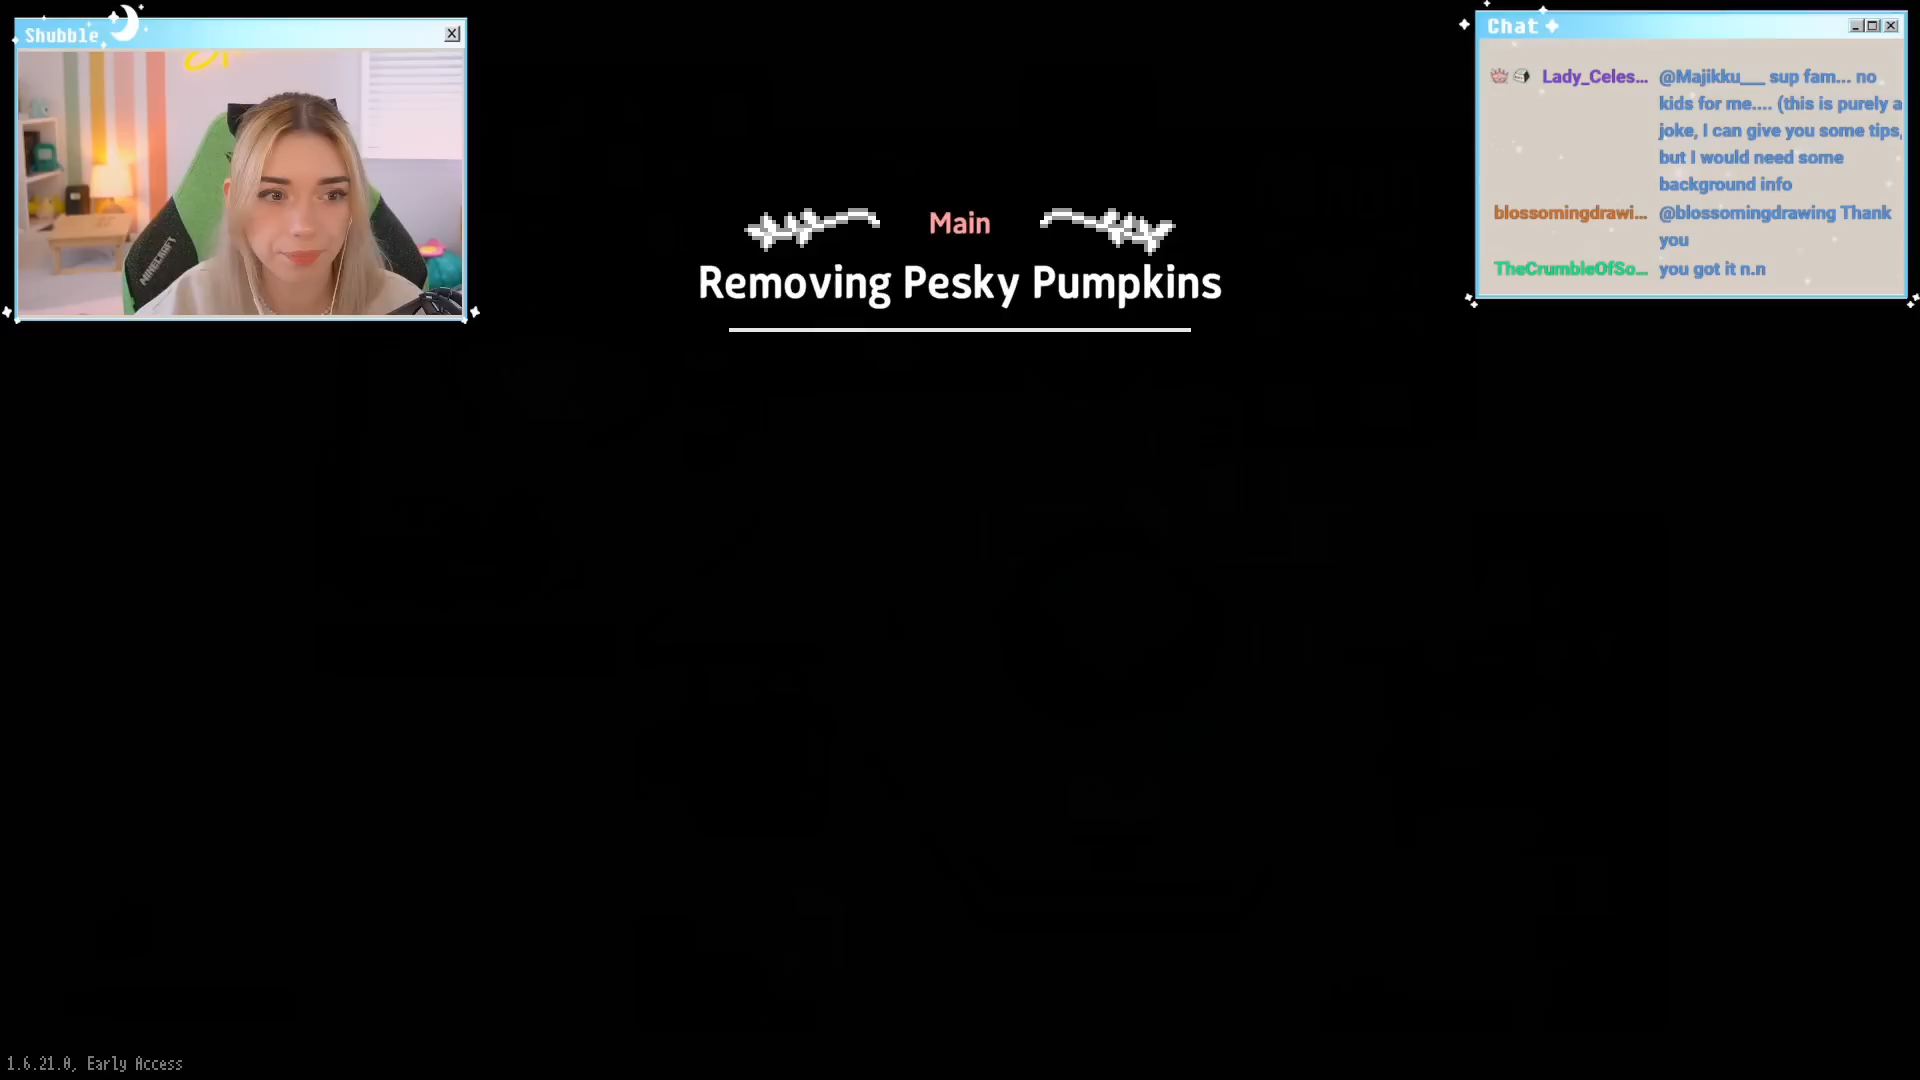 Shubble
Chat
Lady_Celes... @Majikku___ sup fam... no
kids for me.... (this is purely a
joke, I can give you some tips,
but I would need some
background info
blossomingdrawi... @blossomingdrawing Thank
you
TheCrumbleOfSo... you got it n.n
Main
Removing Pesky Pumpkins
MINECRAFT
1.6.21.0, Early Access